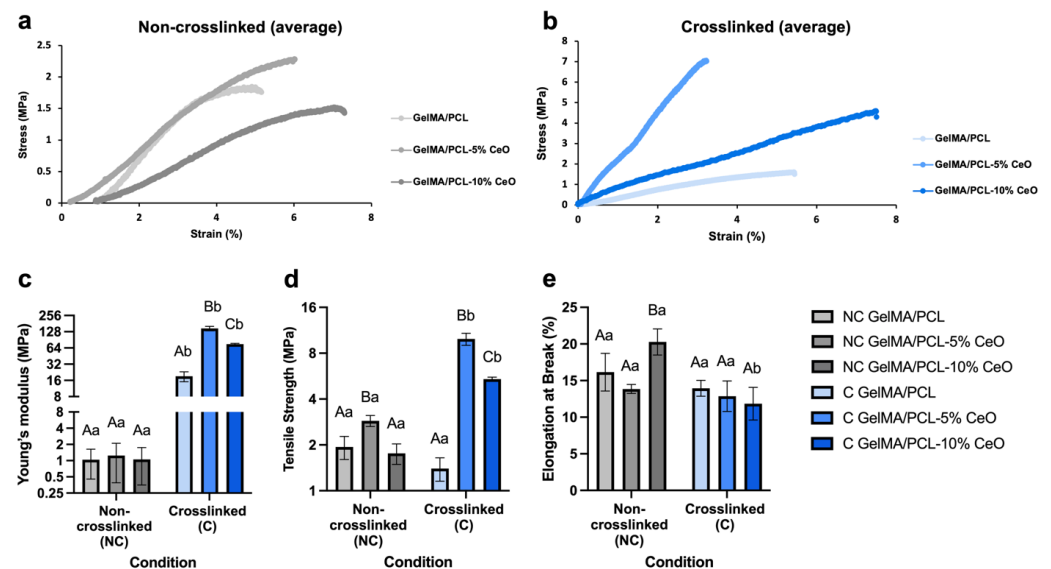 a
Non-crosslinked (average)
Stress (MPa)
2.5
2
1.5
1
0.5
0
0
2
4
6
8
Strain (%)
GelMA/PCL
GelMA/PCL-5% CeO
GelMA/PCL-10% CeO
b
Crosslinked (average)
Stress (MPa)
8
7
6
5
4
3
2
1
0
0
2
4
6
8
Strain (%)
GelMA/PCL
GelMA/PCL-5% CeO
GelMA/PCL-10% CeO
c
Young's modulus (MPa)
256
128
64
32
16
8
8
4
2
1
0.5
0.25
Aa
Aa
Aa
Ab
Bb
Cb
Non-
crosslinked
(NC)
Crosslinked
(C)
Condition
d
Tensile Strength (MPa)
16
8
4
2
1
Aa
Ba
Aa
Aa
Bb
Cb
Non-
crosslinked
(NC)
Crosslinked
(C)
Condition
e
Elongation at Break (%)
25
20
15
10
5
0
Aa
Aa
Ba
Aa
Aa
Ab
Non-
crosslinked
(NC)
Crosslinked
(C)
Condition
NC GelMA/PCL
NC GelMA/PCL-5% CeO
NC GelMA/PCL-10% CeO
C GelMA/PCL
C GelMA/PCL-5% CeO
C GelMA/PCL-10% CeO